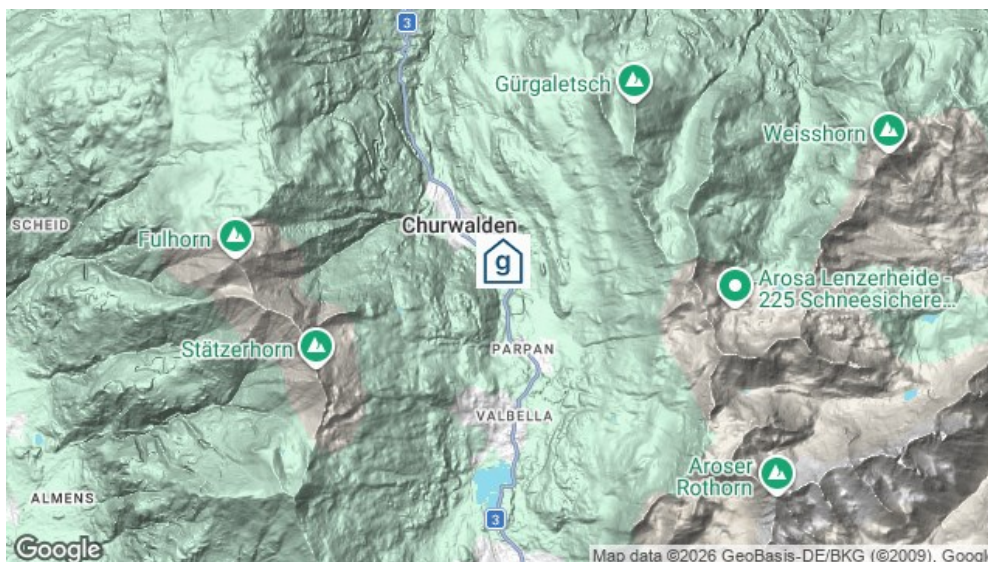 3
Gürgaletsch
Weisshorn
SCHEID
Churwalden
Fulhorn
g
Arosa Lenzerheide -
225 Schneesichere...
Stätzerhorn
PARPAN
VALBELLA
Aroser
Rothorn
ALMENS
3
Google
Map data ©2026 GeoBasis-DE/BKG (©2009), Google